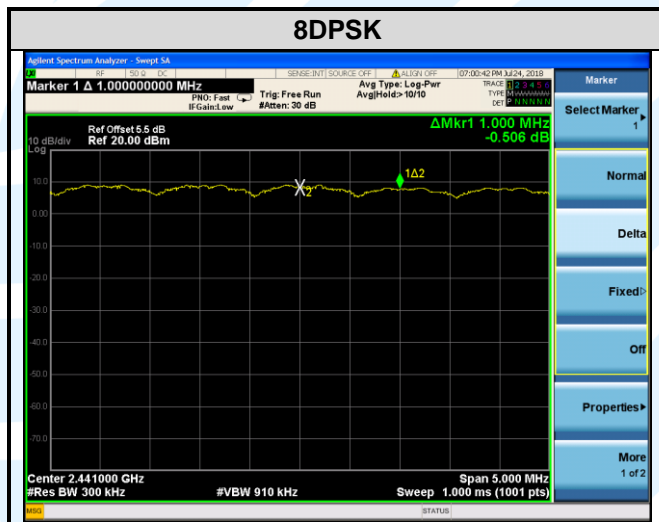 8DPSK
Agilent Spectrum Analyzer - Swept SA
RF 50 Ω DC SENSE:INT SOURCE OFF ALIGN OFF 07:00:42 PM Jul 24, 2018
Marker 1 Δ 1.000000000 MHz Avg Type: Log-Pwr TRACE 1 2 3 4 5 6
PNO: Fast Trig: Free Run Avg|Hold:>10/10 TYPE M
IFGain:Low #Atten: 30 dB DET P N N N N N
Ref Offset 5.5 dB ΔMkr1 1.000 MHz
10 dB/div Ref 20.00 dBm -0.506 dB
Log
10.0
1Δ2
2
0.00
-10.0
-20.0
-30.0
-40.0
-50.0
-60.0
-70.0
Center 2.441000 GHz Span 5.000 MHz
#Res BW 300 kHz #VBW 910 kHz Sweep 1.000 ms (1001 pts)
MSG STATUS
Marker
Select Marker
1
Normal
Delta
Fixed
Off
Properties
More
1 of 2